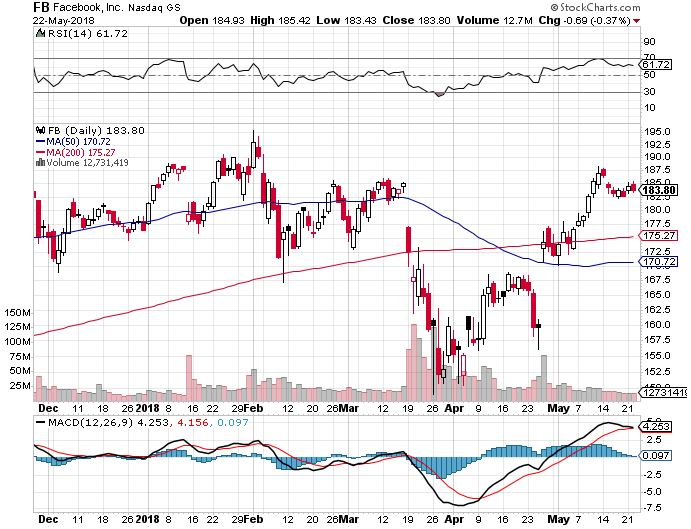 FB Facebook, Inc. Nasdaq GS © StockCharts.com
22-May-2018 Open 184.93 High 185.42 Low 183.43 Close 183.80 Volume 12.7M Chg -0.69 (-0.37%)
RSI(14) 61.72
90
70
61.72
50
30
10
FB (Daily) 183.80
MA(50) 170.72
MA(200) 175.27
Volume 12,731,419
195.0
192.5
190.0
187.5
185.0
183.80
182.5
180.0
177.5
175.27
172.5
170.72
167.5
165.0
162.5
160.0
157.5
155.0
152.5
150M
125M
100M
75M
50M
25M
12731419
Dec 11 18 26 2018 8 16 22 Feb 12 20 26 Mar 12 19 26 Apr 9 16 23 May 7 14 21
MACD(12,26,9) 4.253, 4.156, 0.097
4.253
2.5
0.097
-2.5
-5.0
-7.5
Dec 11 18 26 2018 8 16 22 Feb 12 20 26 Mar 12 19 26 Apr 9 16 23 May 7 14 21